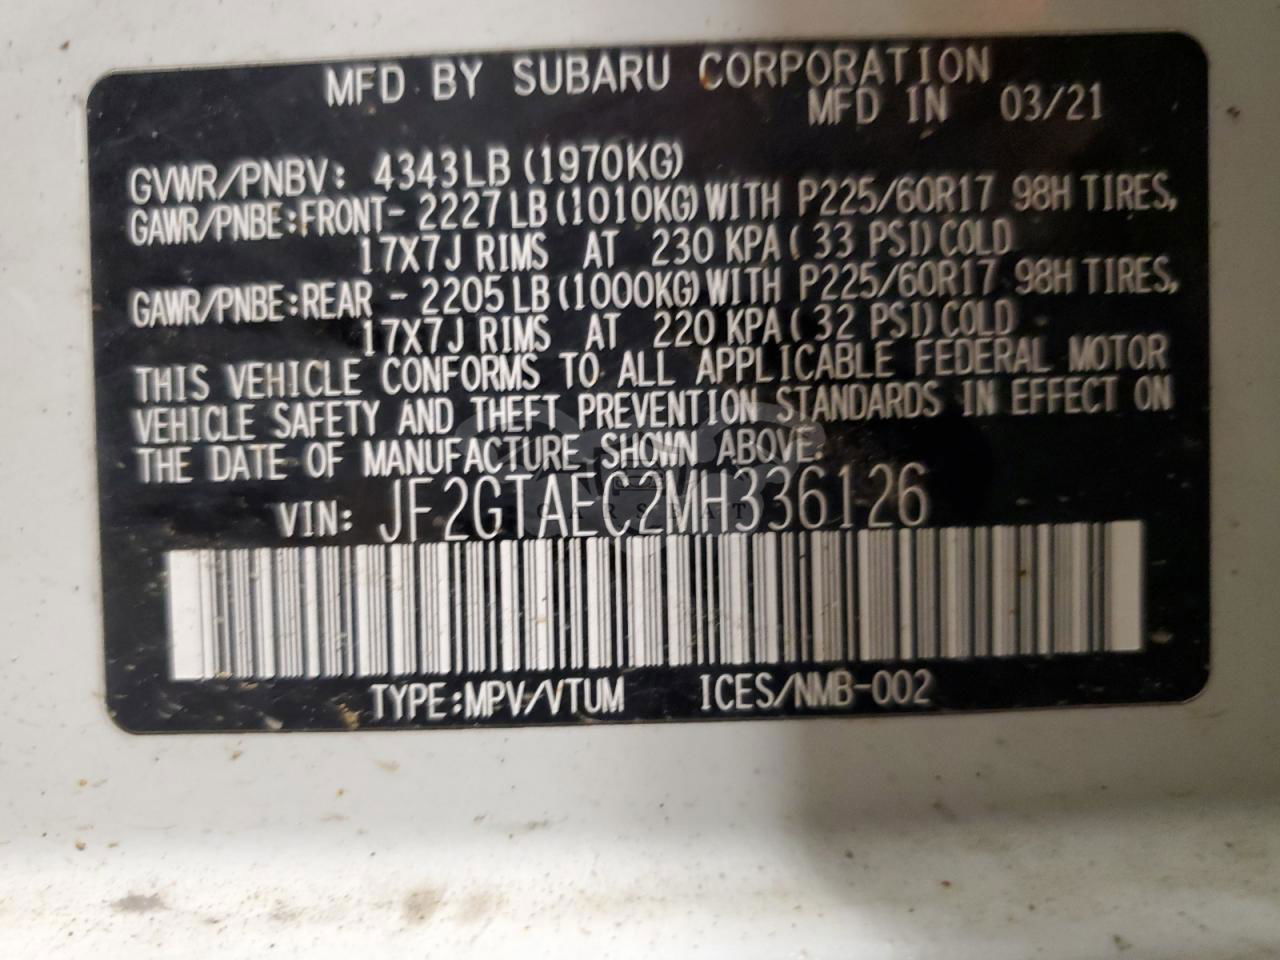 MFD BY SUBARU CORPORATION
MFD IN 03/21
GVWR/PNBV: 4343LB (1970KG)
GAWR/PNBE:FRONT- 2227LB(1010KG)WITH P225/60R17 98H TIRES,
17X7J RIMS AT 230 KPA( 33 PSI)COLD
GAWR/PNBE:REAR - 2205LB(1000KG)WITH P225/60R17 98H TIRES,
17X7J RIMS AT 220 KPA( 32 PSI)COLD
THIS VEHICLE CONFORMS TO ALL APPLICABLE FEDERAL MOTOR
VEHICLE SAFETY AND THEFT PREVENTION STANDARDS IN EFFECT ON
THE DATE OF MANUFACTURE SHOWN ABOVE.
VIN: JF2GTAEC2MH336126
TYPE:MPV/VTUM ICES/NMB-002